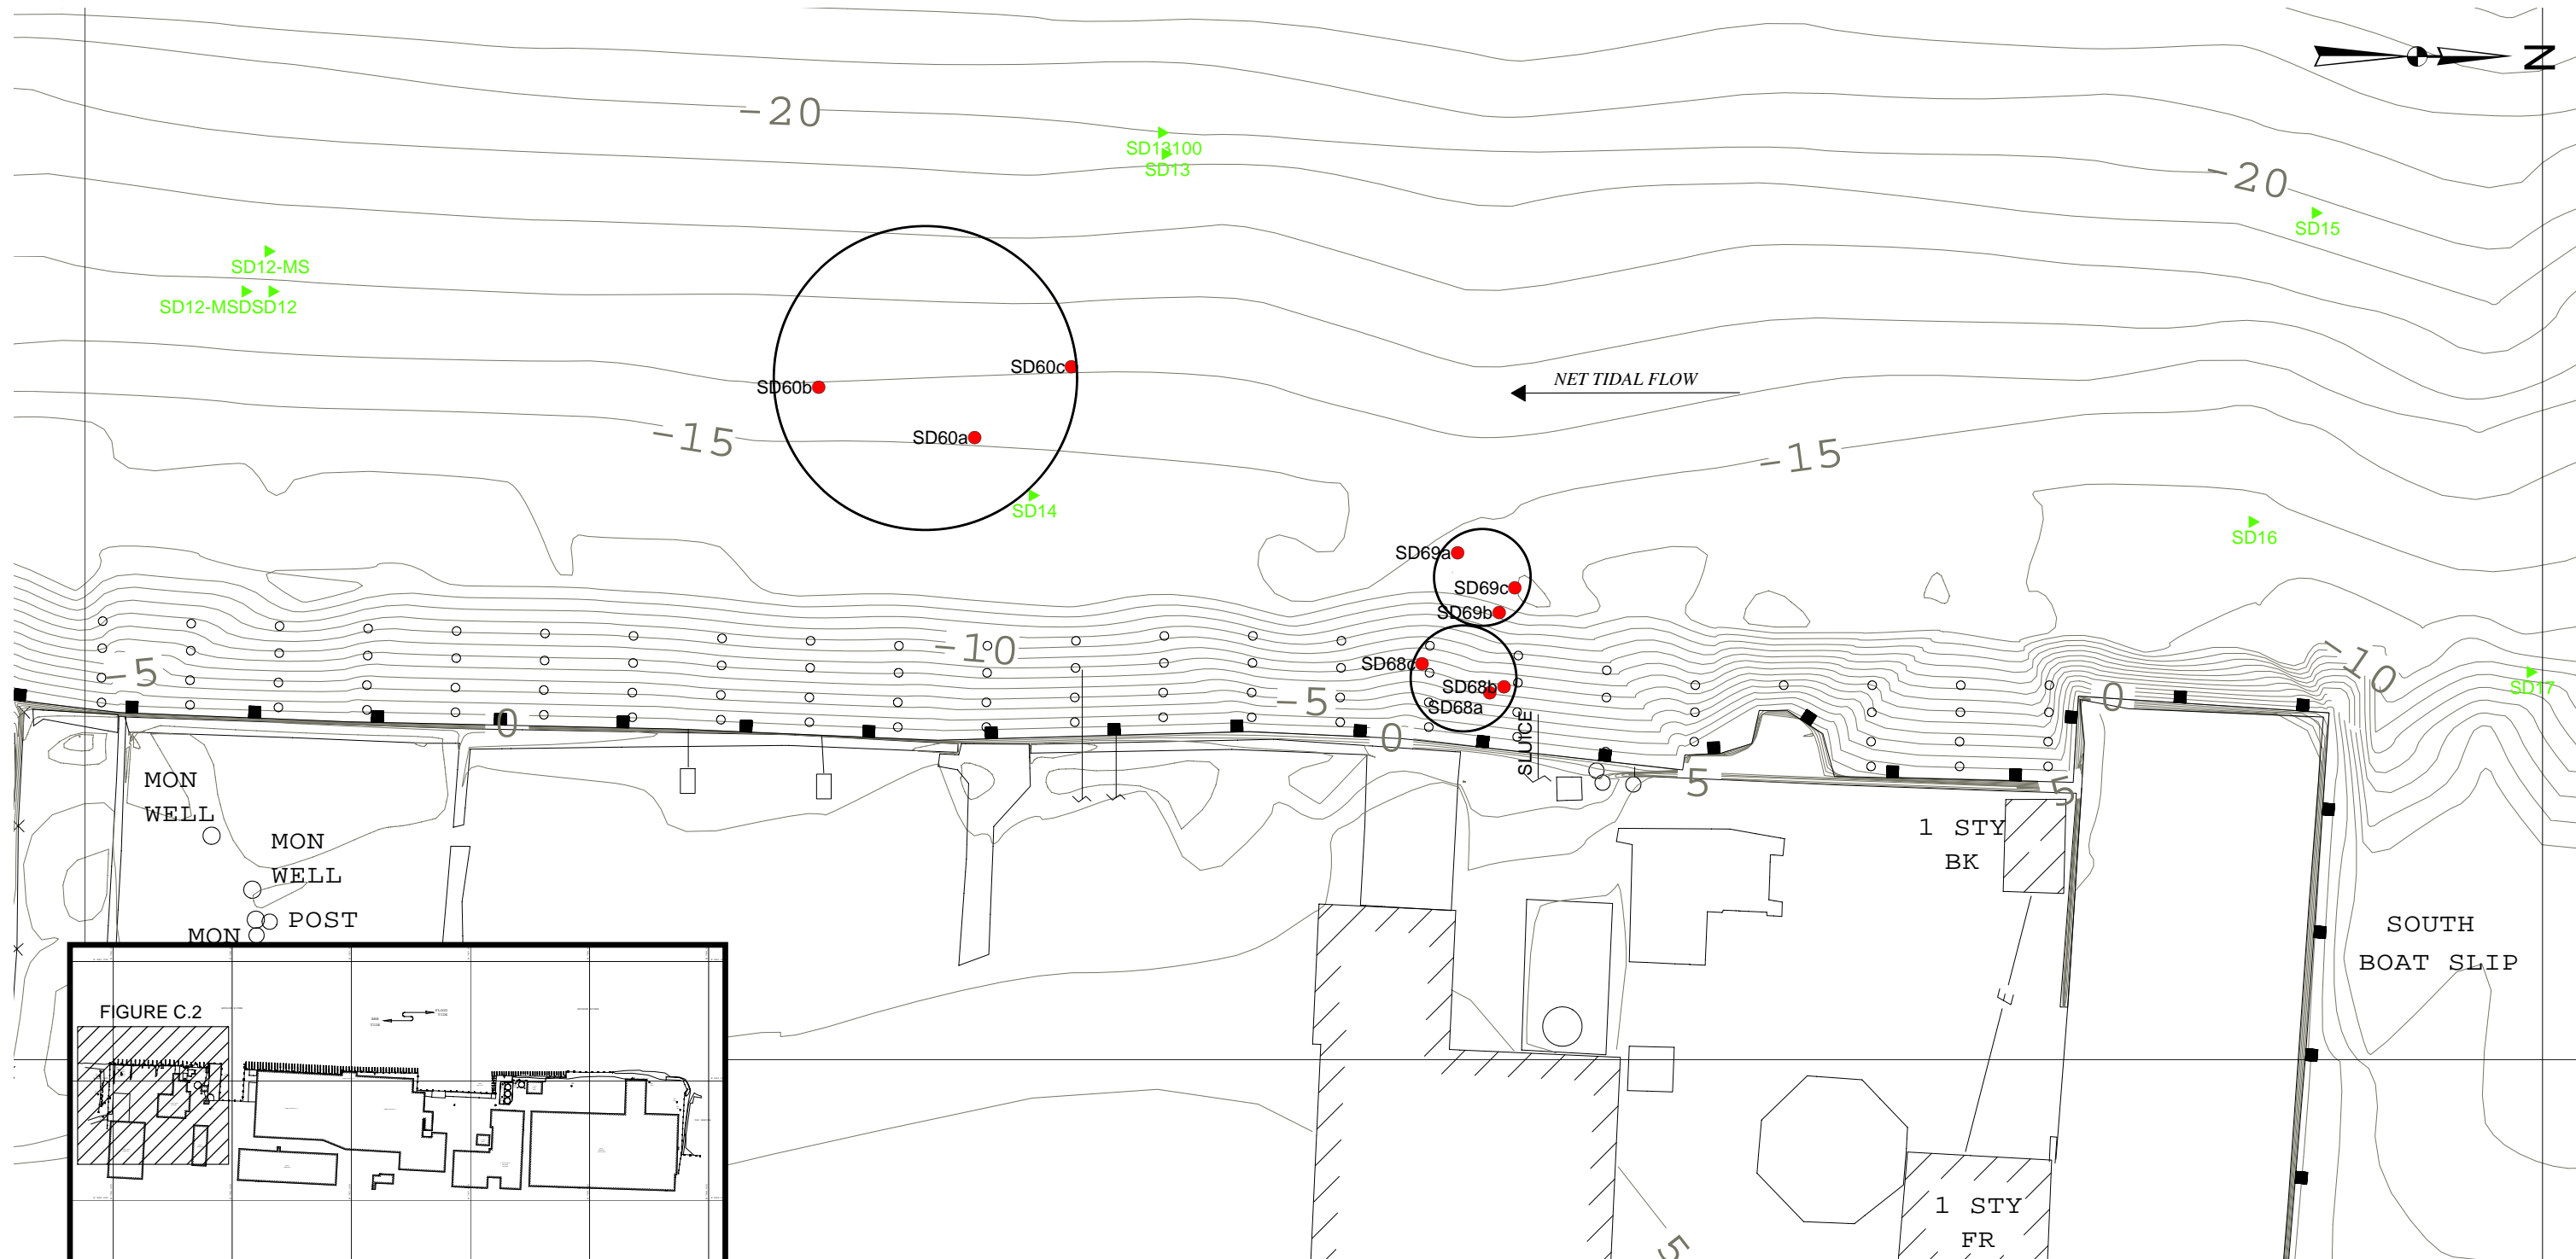 N
-20
SD13100
SD13
-20
SD15
SD12-MS
SD12-MSDSD12
SD60c
SD60b
NET TIDAL FLOW
-15
SD60a
-15
SD14
SD16
SD69a
SD69c
SD69b
-10
-5
SD68c
SD68b
SD68a
-5
-10
SD17
0
0
0
SLUICE
5
5
MON
WELL
MON
WELL
POST
MON
1 STY
BK
SOUTH
BOAT SLIP
E
FIGURE C.2
1 STY
FR
5